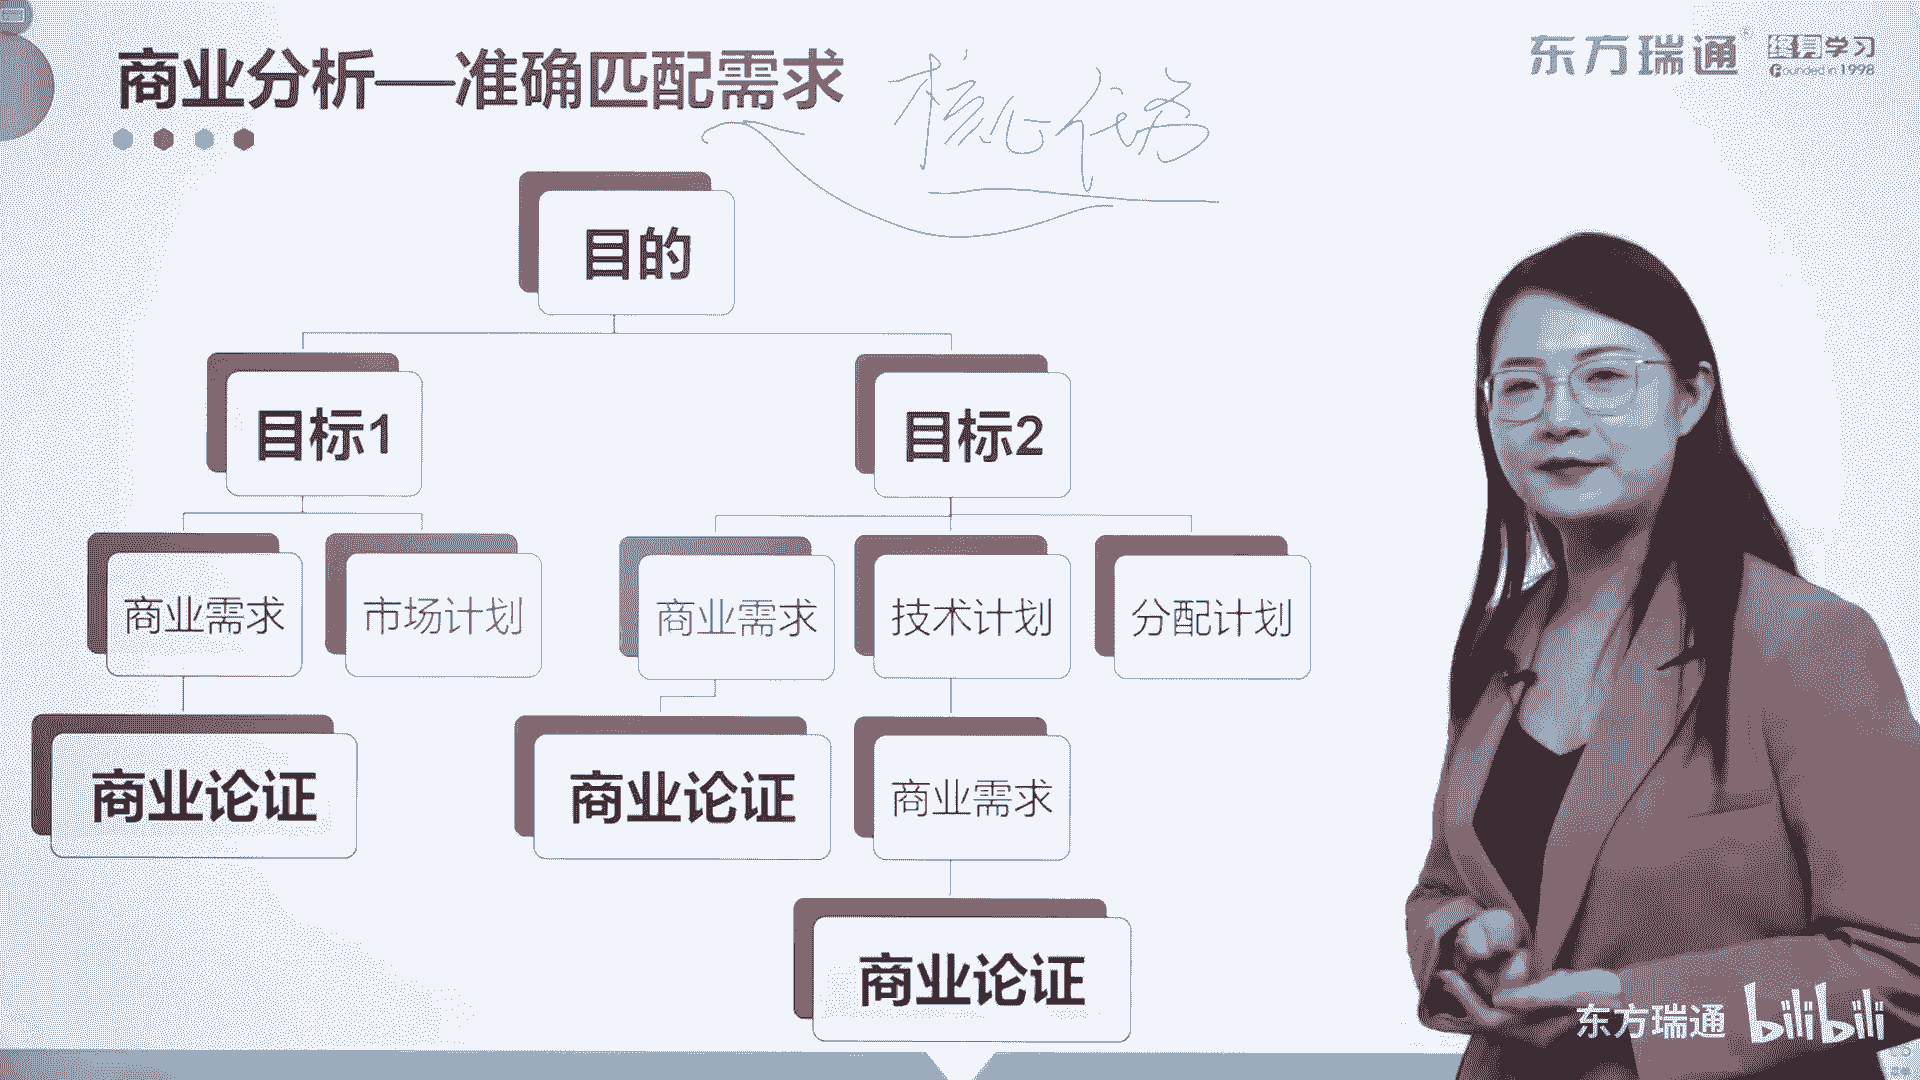 商业分析—准确匹配需求
核心任务
东方瑞通®
终身学习
Founded in 1998
目的
目标1
目标2
商业需求
市场计划
商业需求
技术计划
分配计划
商业论证
商业论证
商业需求
商业论证
东方瑞通 bilibili